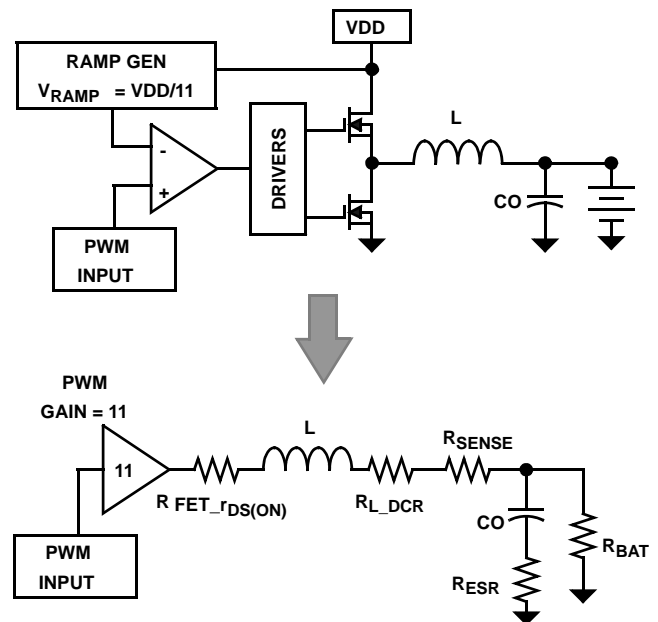 VDD
RAMP GEN
VRAMP = VDD/11
-
+
DRIVERS
L
CO
PWM
INPUT
PWM
GAIN = 11
11
R FET_rDS(ON)
L
RL_DCR
RSENSE
CO
RESR
RBAT
PWM
INPUT